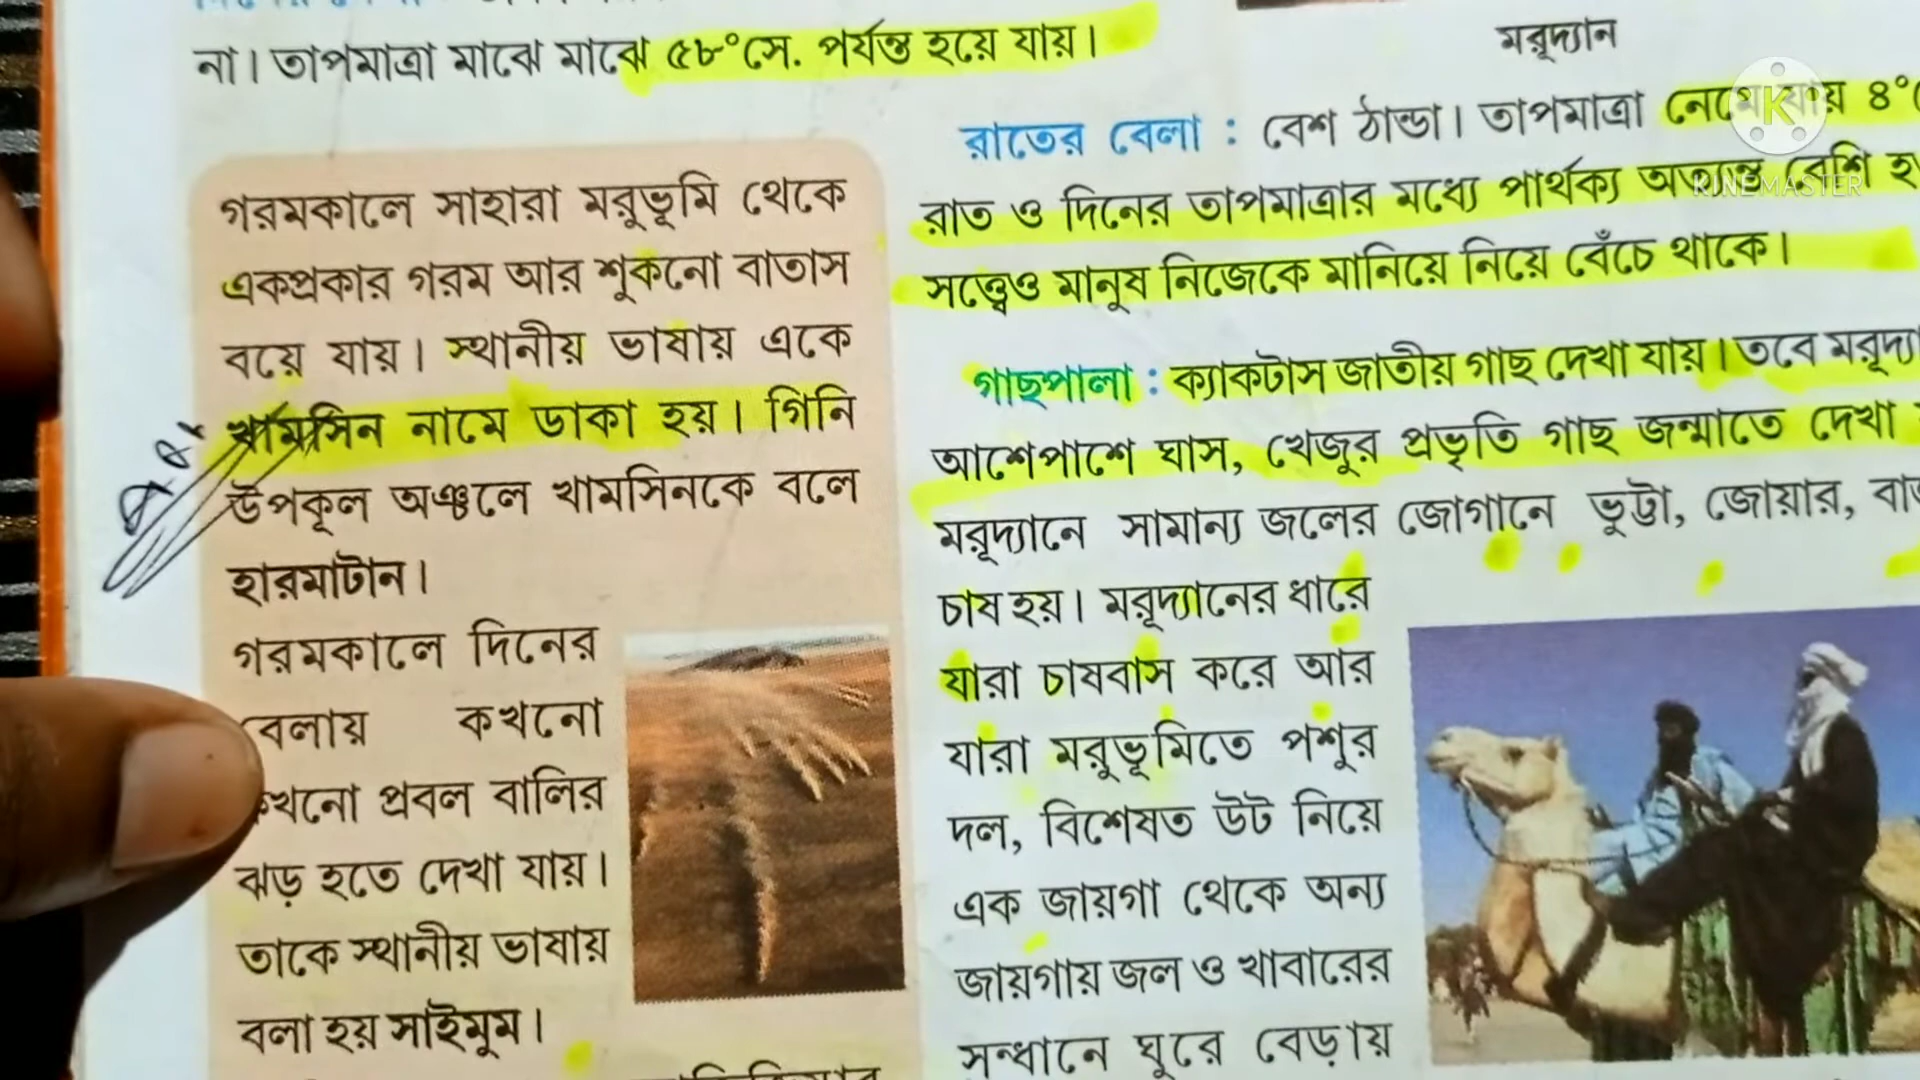 না। তাপমাত্রা মাঝে মাঝে ৫৮°সে. পর্যন্ত হয়ে যায়।
গরমকালে সাহারা মরুভূমি থেকে
একপ্রকার গরম আর শুকনো বাতাস
বয়ে যায়। স্থানীয় ভাষায় একে
খামসিন নামে ডাকা হয়। গিনি
উপকূল অঞ্চলে খামসিনকে বলে
হারমাটান।
গরমকালে দিনের
বেলায় কখনো
কখনো প্রবল বালির
ঝড় হতে দেখা যায়।
তাকে স্থানীয় ভাষায়
বলা হয় সাইমুম।
মরূদ্যান
রাতের বেলা : বেশ ঠান্ডা। তাপমাত্রা নেমে যায় ৪°
রাত ও দিনের তাপমাত্রার মধ্যে পার্থক্য অত্যন্ত বেশি
সত্ত্বেও মানুষ নিজেকে মানিয়ে নিয়ে বেঁচে থাকে।
গাছপালা : ক্যাকটাস জাতীয় গাছ দেখা যায়। তবে
আশেপাশে ঘাস, খেজুর প্রভৃতি গাছ জন্মাতে দেখা
মরূদ্যানে সামান্য জলের জোগানে ভুট্টা, জোয়ার,
চাষ হয়। মরূদ্যানের ধারে
যারা চাষবাস করে আর
যারা মরুভূমিতে পশুর
দল, বিশেষত উট নিয়ে
এক জায়গা থেকে অন্য
জায়গায় জল ও খাবারের
সন্ধানে ঘুরে বেড়ায়
KINEMASTER